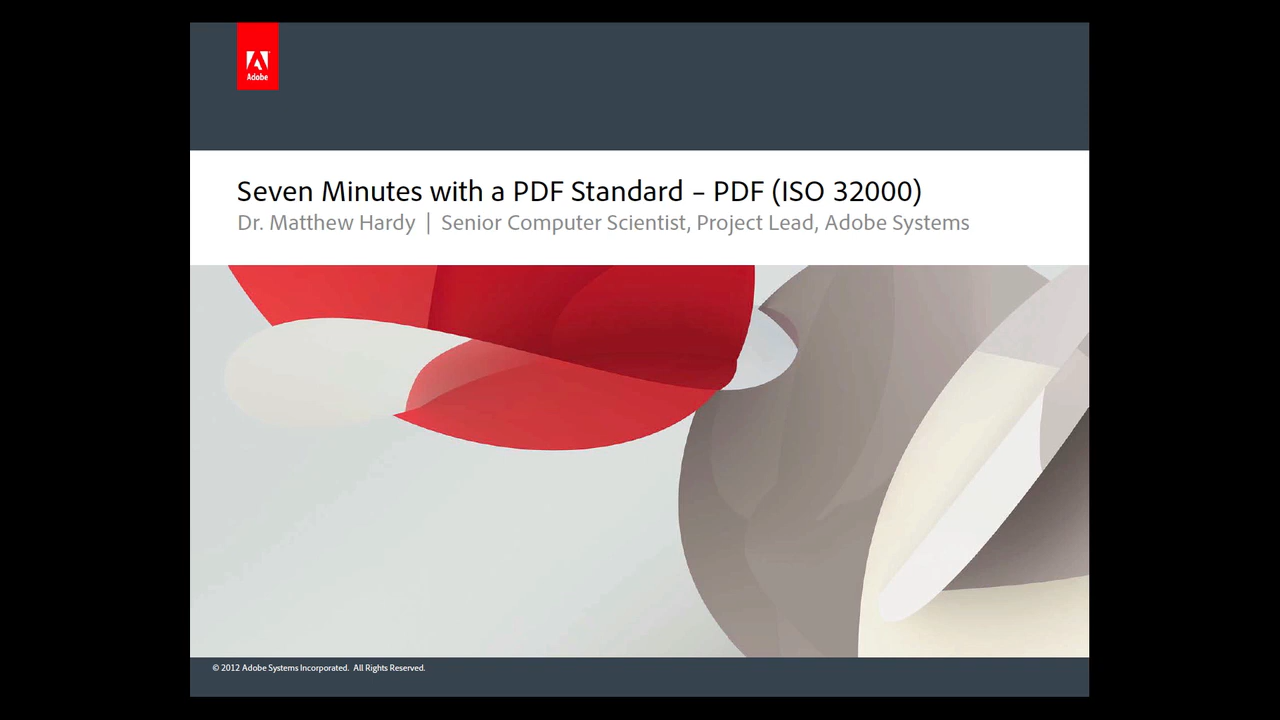 Adobe
Seven Minutes with a PDF Standard – PDF (ISO 32000)
Dr. Matthew Hardy | Senior Computer Scientist, Project Lead, Adobe Systems
© 2012 Adobe Systems Incorporated. All Rights Reserved.